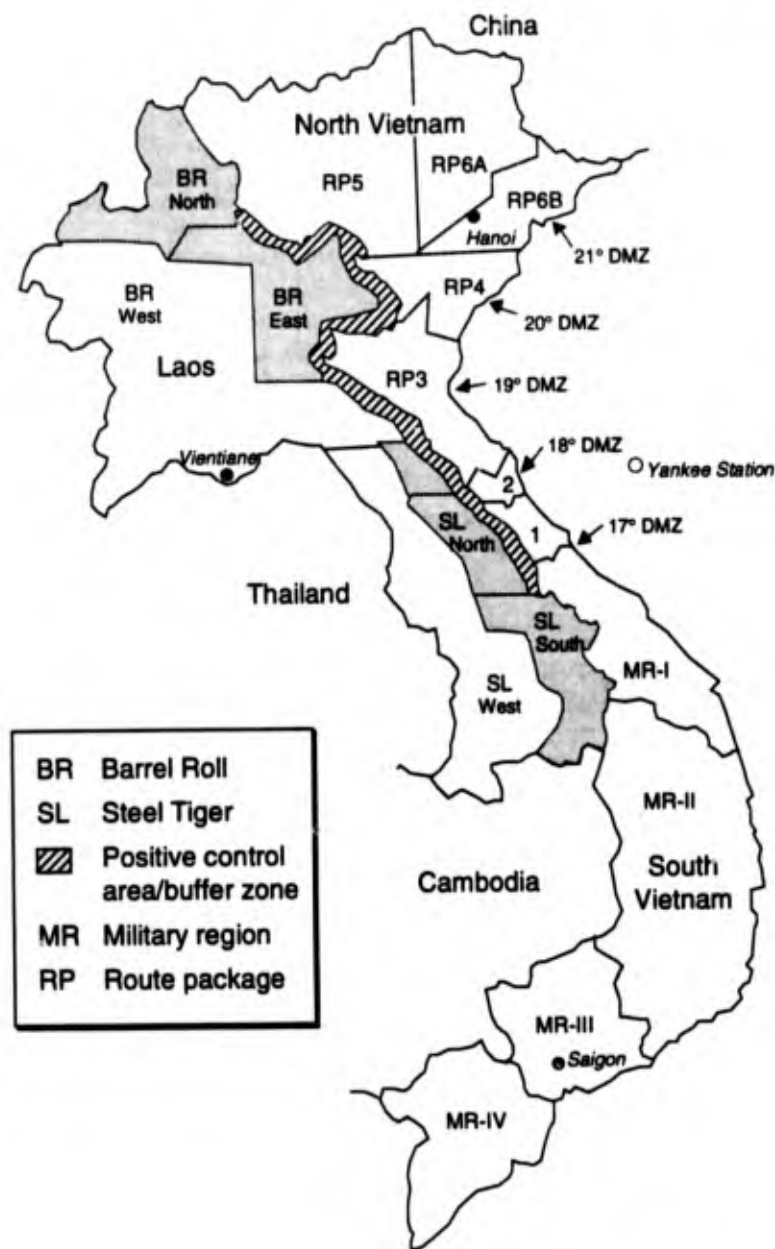 China
North Vietnam
BR
North
RP5
RP6A
RP6B
Hanoi
21° DMZ
BR
West
BR
East
RP4
20° DMZ
Laos
RP3
19° DMZ
Vientiane
18° DMZ
Yankee Station
2
SL
North
1
17° DMZ
Thailand
SL
South
MR-I
SL
West
BR Barrel Roll
SL Steel Tiger
Positive control
area/buffer zone
MR Military region
RP Route package
MR-II
Cambodia
South
Vietnam
MR-III
Saigon
MR-IV